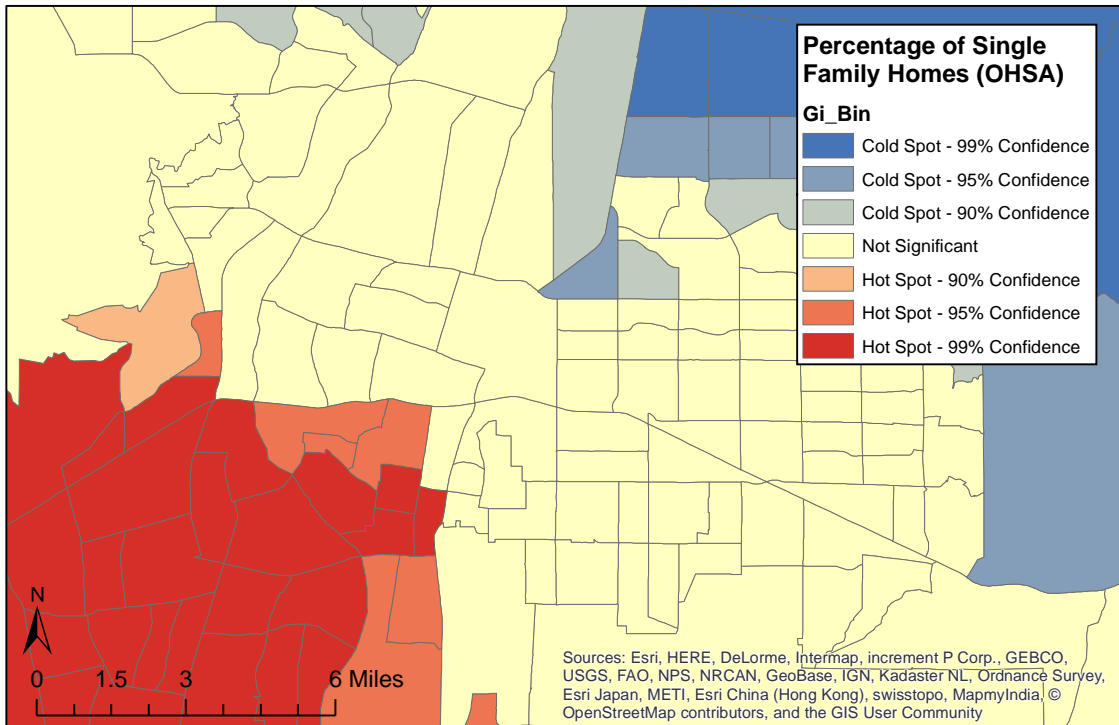 Percentage of Single
Family Homes (OHSA)
Gi_Bin
Cold Spot - 99% Confidence
Cold Spot - 95% Confidence
Cold Spot - 90% Confidence
Not Significant
Hot Spot - 90% Confidence
Hot Spot - 95% Confidence
Hot Spot - 99% Confidence
N
0 1.5 3 6 Miles
Sources: Esri, HERE, DeLorme, Intermap, increment P Corp., GEBCO,
USGS, FAO, NPS, NRCAN, GeoBase, IGN, Kadaster NL, Ordnance Survey,
Esri Japan, METI, Esri China (Hong Kong), swisstopo, MapmyIndia, ©
OpenStreetMap contributors, and the GIS User Community